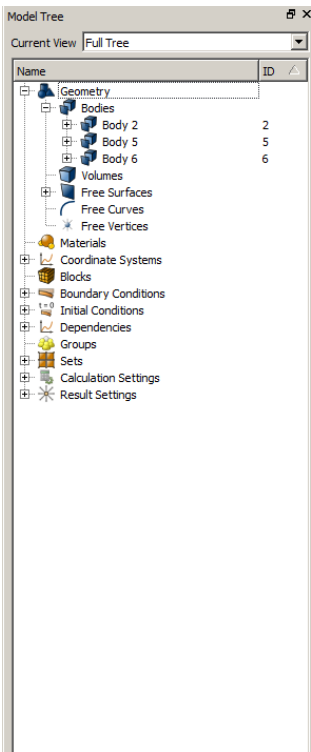 Model Tree
Current View Full Tree
Name ID
Geometry
Bodies
Body 2 2
Body 5 5
Body 6 6
Volumes
Free Surfaces
Free Curves
Free Vertices
Materials
Coordinate Systems
Blocks
Boundary Conditions
t=0 Initial Conditions
Dependencies
Groups
Sets
Calculation Settings
Result Settings